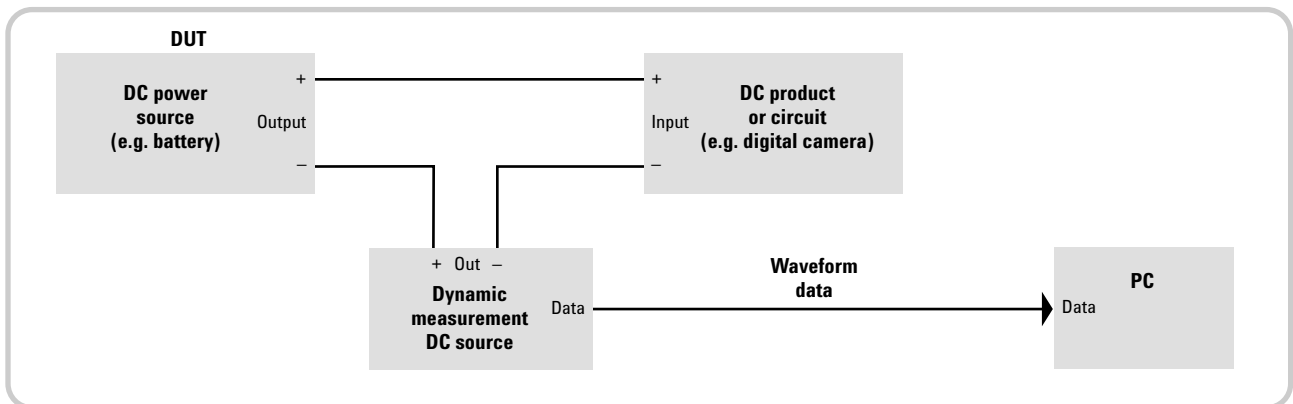 DUT
DC power
source
(e.g. battery)
+
Output
–
+
Input
–
DC product
or circuit
(e.g. digital camera)
+ Out –
Dynamic
measurement
DC source
Data
Waveform
data
Data
PC